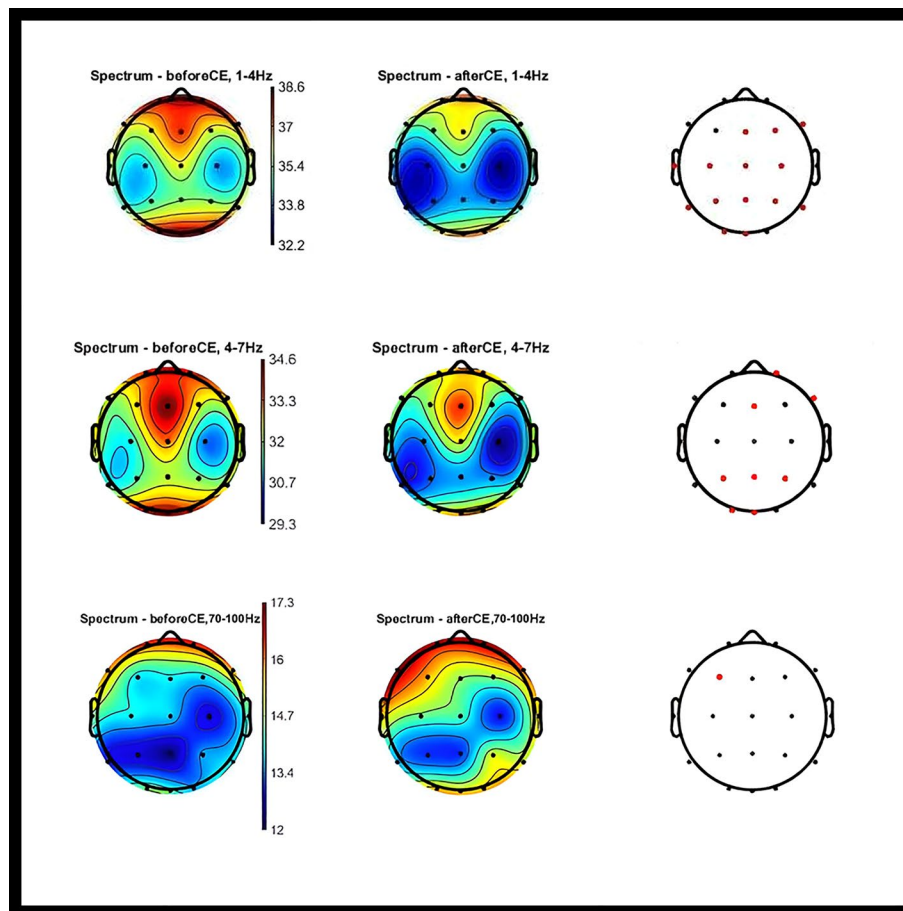 Spectrum - beforeCE, 1-4Hz
Spectrum - afterCE, 1-4Hz
38.6
37
35.4
33.8
32.2
Spectrum - beforeCE, 4-7Hz
Spectrum - afterCE, 4-7Hz
34.6
33.3
32
30.7
29.3
Spectrum - beforeCE,70-100Hz
Spectrum - afterCE,70-100Hz
17.3
16
14.7
13.4
12